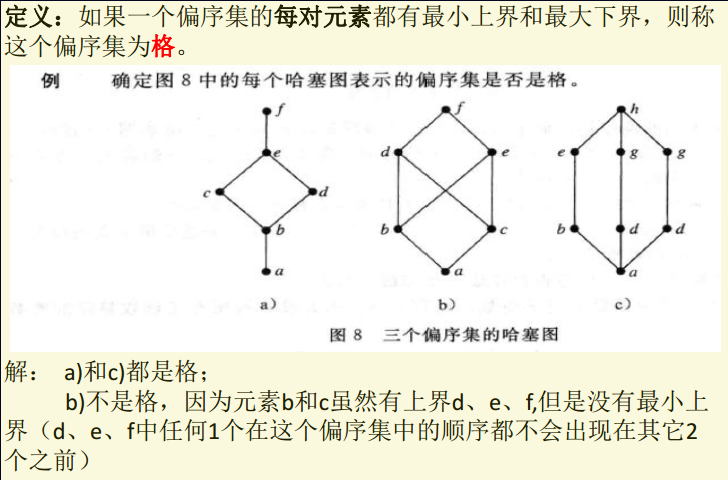 定义：如果一个偏序集的每对元素都有最小上界和最大下界，则称
这个偏序集为格。
例 确定图 8 中的每个哈塞图表示的偏序集是否是格。
f f h
e d e e g g
c d
b b c b d d
a a a
a） b） c）
图 8 三个偏序集的哈塞图
解： a)和c)都是格；
b)不是格，因为元素b和c虽然有上界d、e、f,但是没有最小上
界（d、e、f中任何1个在这个偏序集中的顺序都不会出现在其它2
个之前）